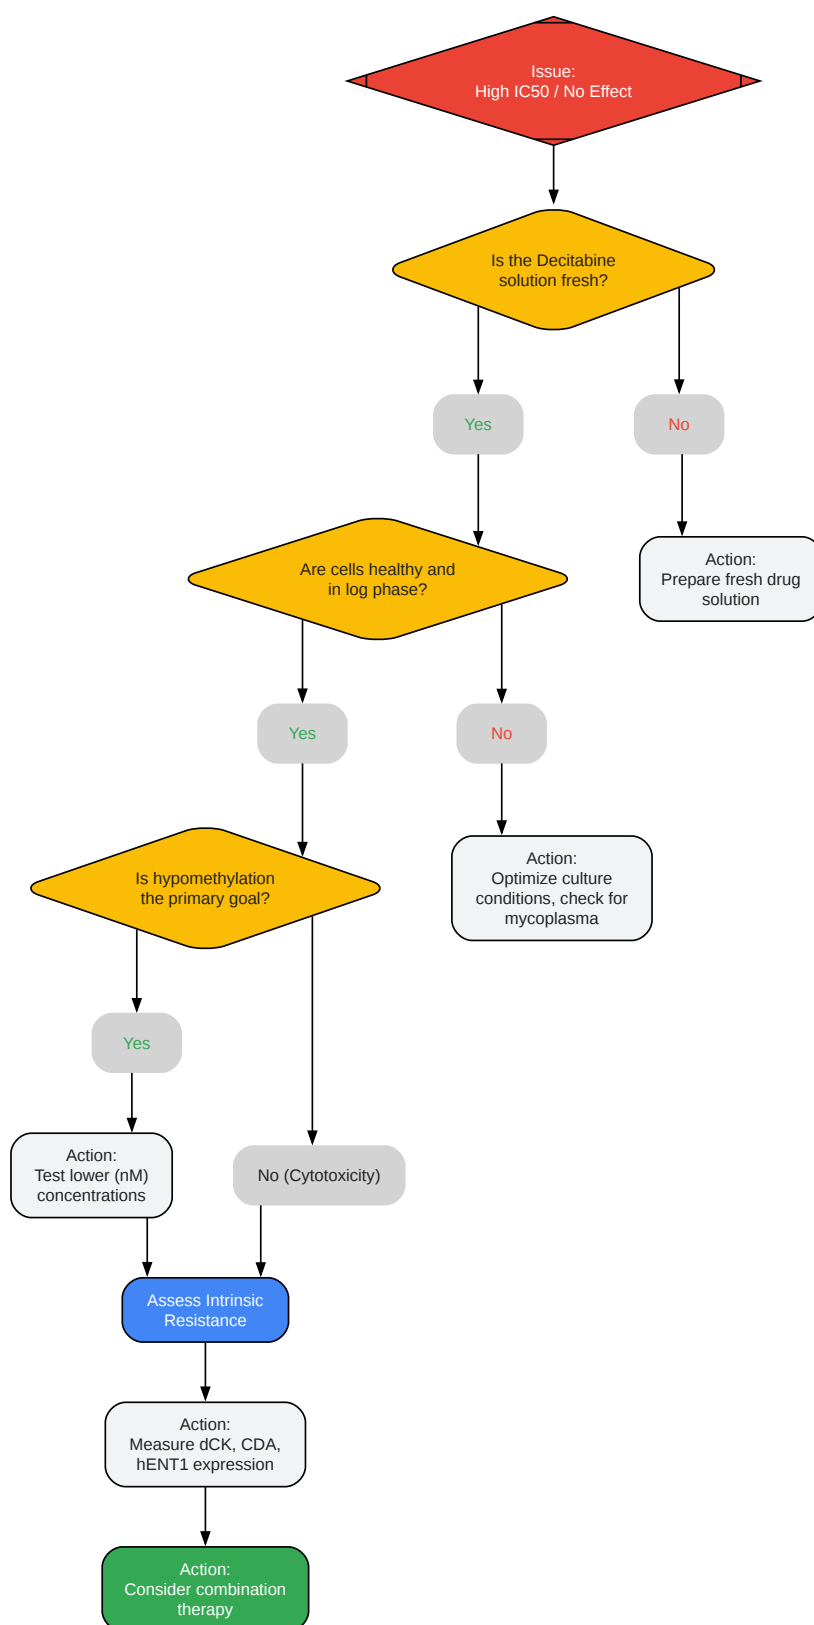 Issue:
High IC50 / No Effect
Is the Decitabine
solution fresh?
Yes
No
Are cells healthy and
in log phase?
Action:
Prepare fresh drug
solution
Yes
No
Is hypomethylation
the primary goal?
Action:
Optimize culture
conditions, check for
mycoplasma
Yes
Action:
Test lower (nM)
concentrations
No (Cytotoxicity)
Assess Intrinsic
Resistance
Action:
Measure dCK, CDA,
hENT1 expression
Action:
Consider combination
therapy